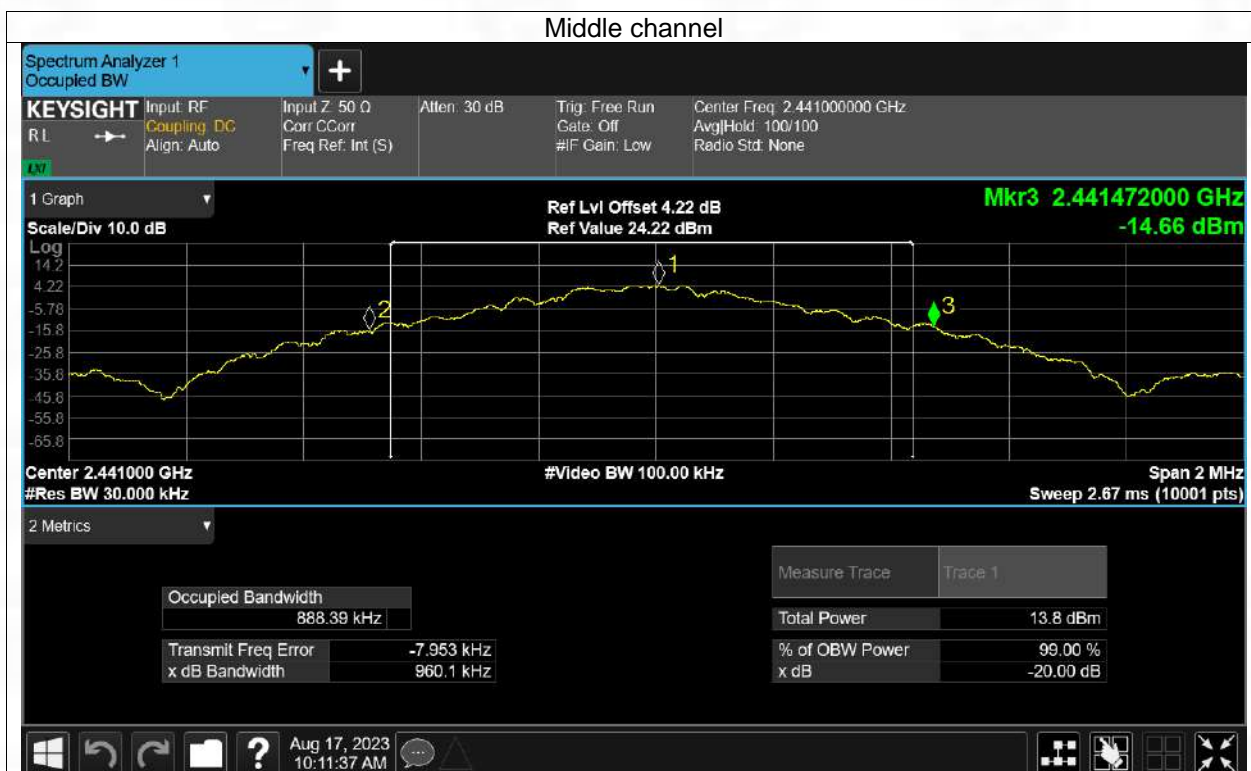 Middle channel
Spectrum Analyzer 1
Occupied BW
+
KEYSIGHT
RL
LXI
Input: RF
Coupling: DC
Align: Auto
Input Z: 50 Ω
Corr CCorr
Freq Ref: Int (S)
Atten: 30 dB
Trig: Free Run
Gate: Off
#IF Gain: Low
Center Freq: 2.441000000 GHz
Avg|Hold: 100/100
Radio Std: None
1 Graph
Scale/Div 10.0 dB
Ref Lvl Offset 4.22 dB
Ref Value 24.22 dBm
Mkr3 2.441472000 GHz
-14.66 dBm
Log
14.2
4.22
-5.78
-15.8
-25.8
-35.8
-45.8
-55.8
-65.8
1
2
3
Center 2.441000 GHz
#Res BW 30.000 kHz
#Video BW 100.00 kHz
Span 2 MHz
Sweep 2.67 ms (10001 pts)
2 Metrics
Measure Trace Trace 1
Occupied Bandwidth
888.39 kHz
Total Power 13.8 dBm
Transmit Freq Error -7.953 kHz
% of OBW Power 99.00 %
x dB Bandwidth 960.1 kHz
x dB -20.00 dB
?
Aug 17, 2023
10:11:37 AM